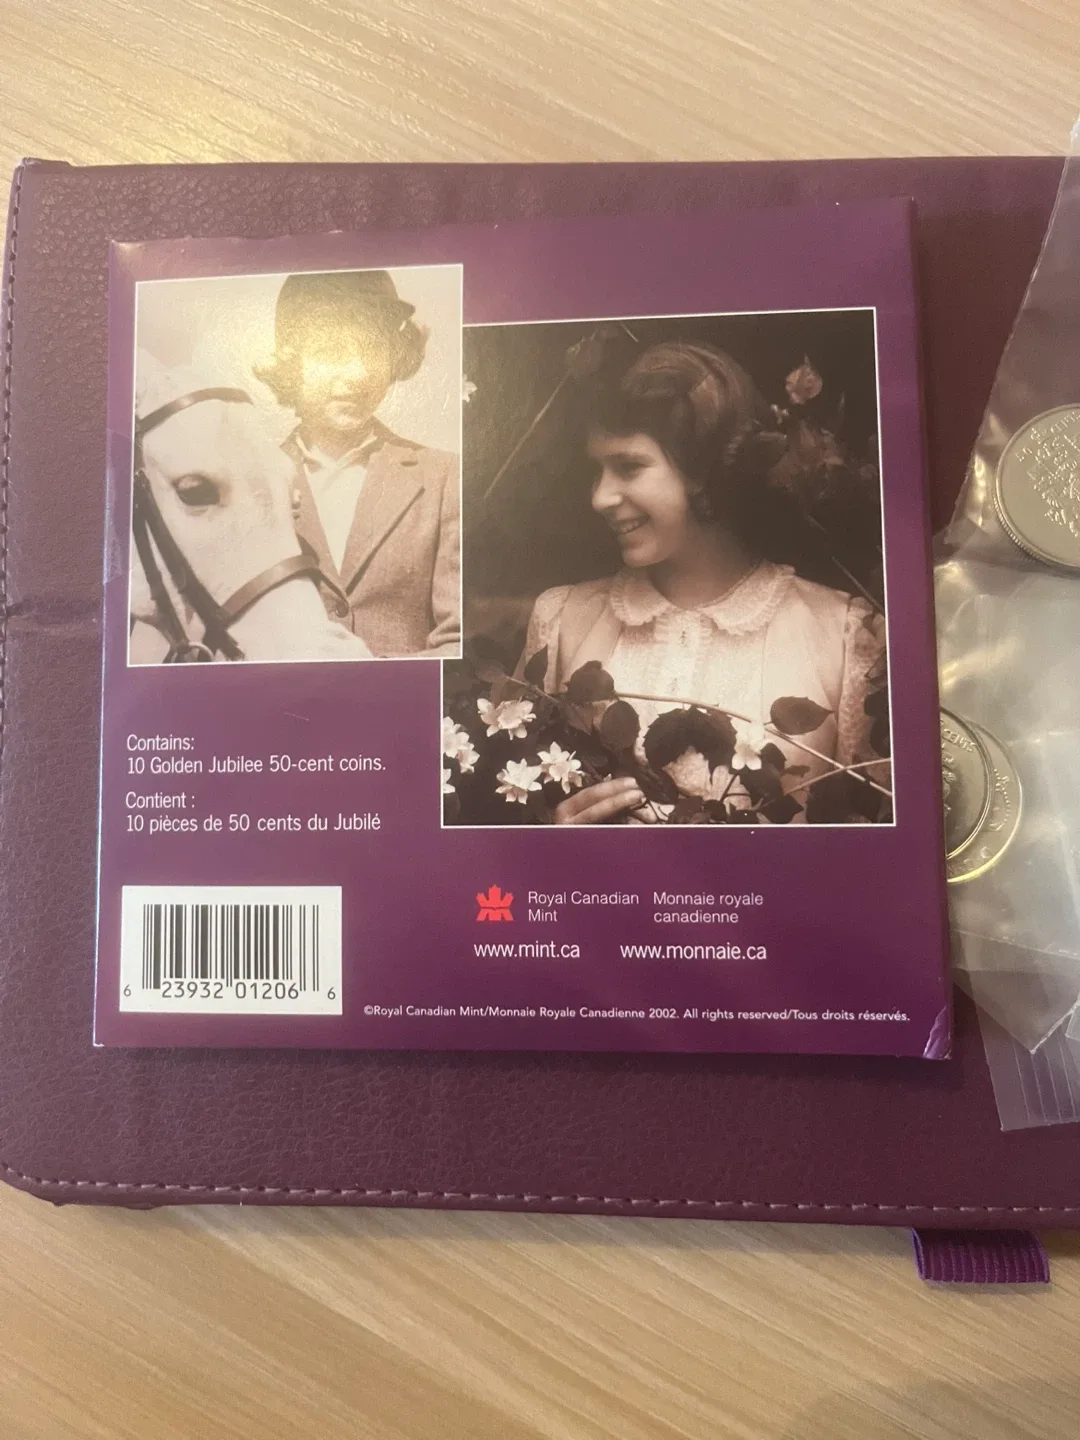 Contains:
10 Golden Jubilee 50-cent coins.
Contient :
10 pièces de 50 cents du Jubilé
6 23932 01206 6
Royal Canadian Mint
Monnaie royale canadienne
www.mint.ca
www.monnaie.ca
©Royal Canadian Mint/Monnaie Royale Canadienne 2002. All rights reserved/Tous droits réservés.
50
CENTS